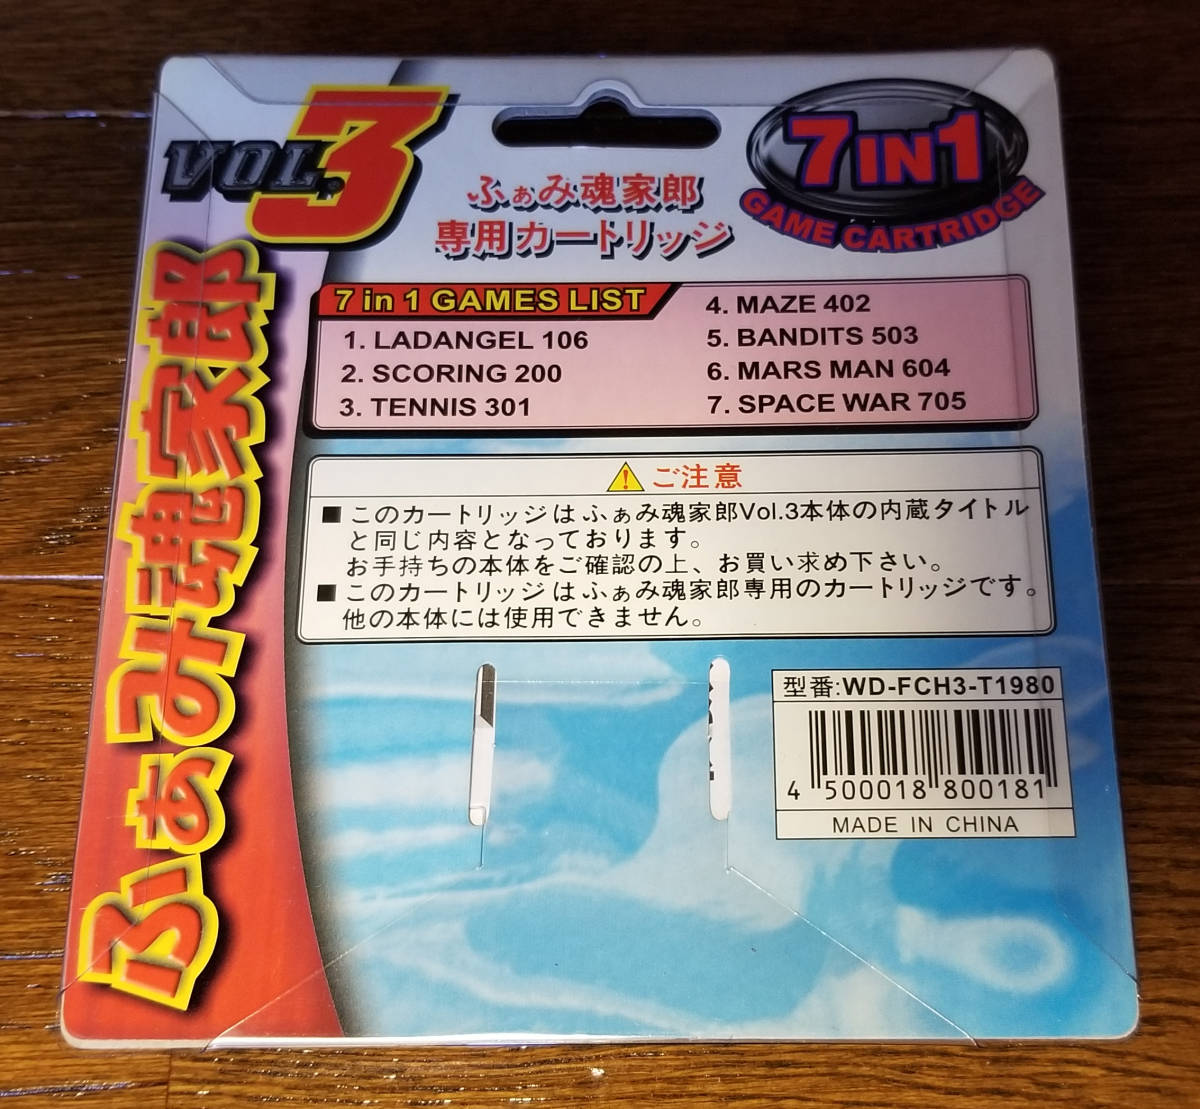 VOL.3
ふぁみ魂家郎
専用カートリッジ
7 IN 1
GAME CARTRIDGE
ふぁみ魂家郎
7 in 1 GAMES LIST
1. LADANGEL 106
2. SCORING 200
3. TENNIS 301
4. MAZE 402
5. BANDITS 503
6. MARS MAN 604
7. SPACE WAR 705
ご注意
■ このカートリッジは ふぁみ魂家郎Vol.3本体の内蔵タイトル
と同じ内容となっております。
お手持ちの本体をご確認の上、お買い求め下さい。
■ このカートリッジは ふぁみ魂家郎専用のカートリッジです。
他の本体には使用できません。
型番:WD-FCH3-T1980
4 500018 800181
MADE IN CHINA